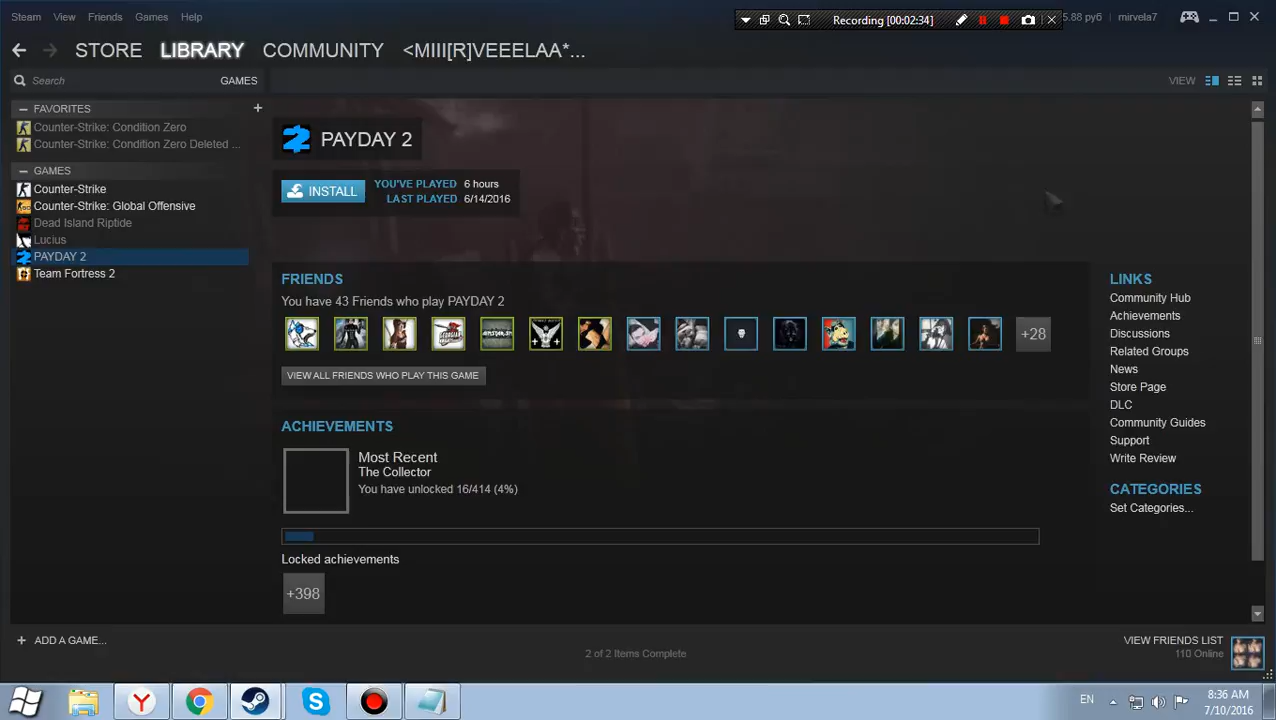 Steam View Friends Games Help
Recording [00:02:34]
5.88 руб mirvela7
STORE LIBRARY COMMUNITY <MIII[R]VEEELAA*...
Search GAMES
VIEW
FAVORITES +
Counter-Strike: Condition Zero
Counter-Strike: Condition Zero Deleted ...
GAMES
Counter-Strike
Counter-Strike: Global Offensive
Dead Island Riptide
Lucius
PAYDAY 2
Team Fortress 2
PAYDAY 2
INSTALL
YOU'VE PLAYED 6 hours
LAST PLAYED 6/14/2016
FRIENDS
You have 43 Friends who play PAYDAY 2
+28
VIEW ALL FRIENDS WHO PLAY THIS GAME
ACHIEVEMENTS
Most Recent
The Collector
You have unlocked 16/414 (4%)
Locked achievements
+398
LINKS
Community Hub
Achievements
Discussions
Related Groups
News
Store Page
DLC
Community Guides
Support
Write Review
CATEGORIES
Set Categories...
+ ADD A GAME...
2 of 2 Items Complete
VIEW FRIENDS LIST
110 Online
EN
8:36 AM
7/10/2016